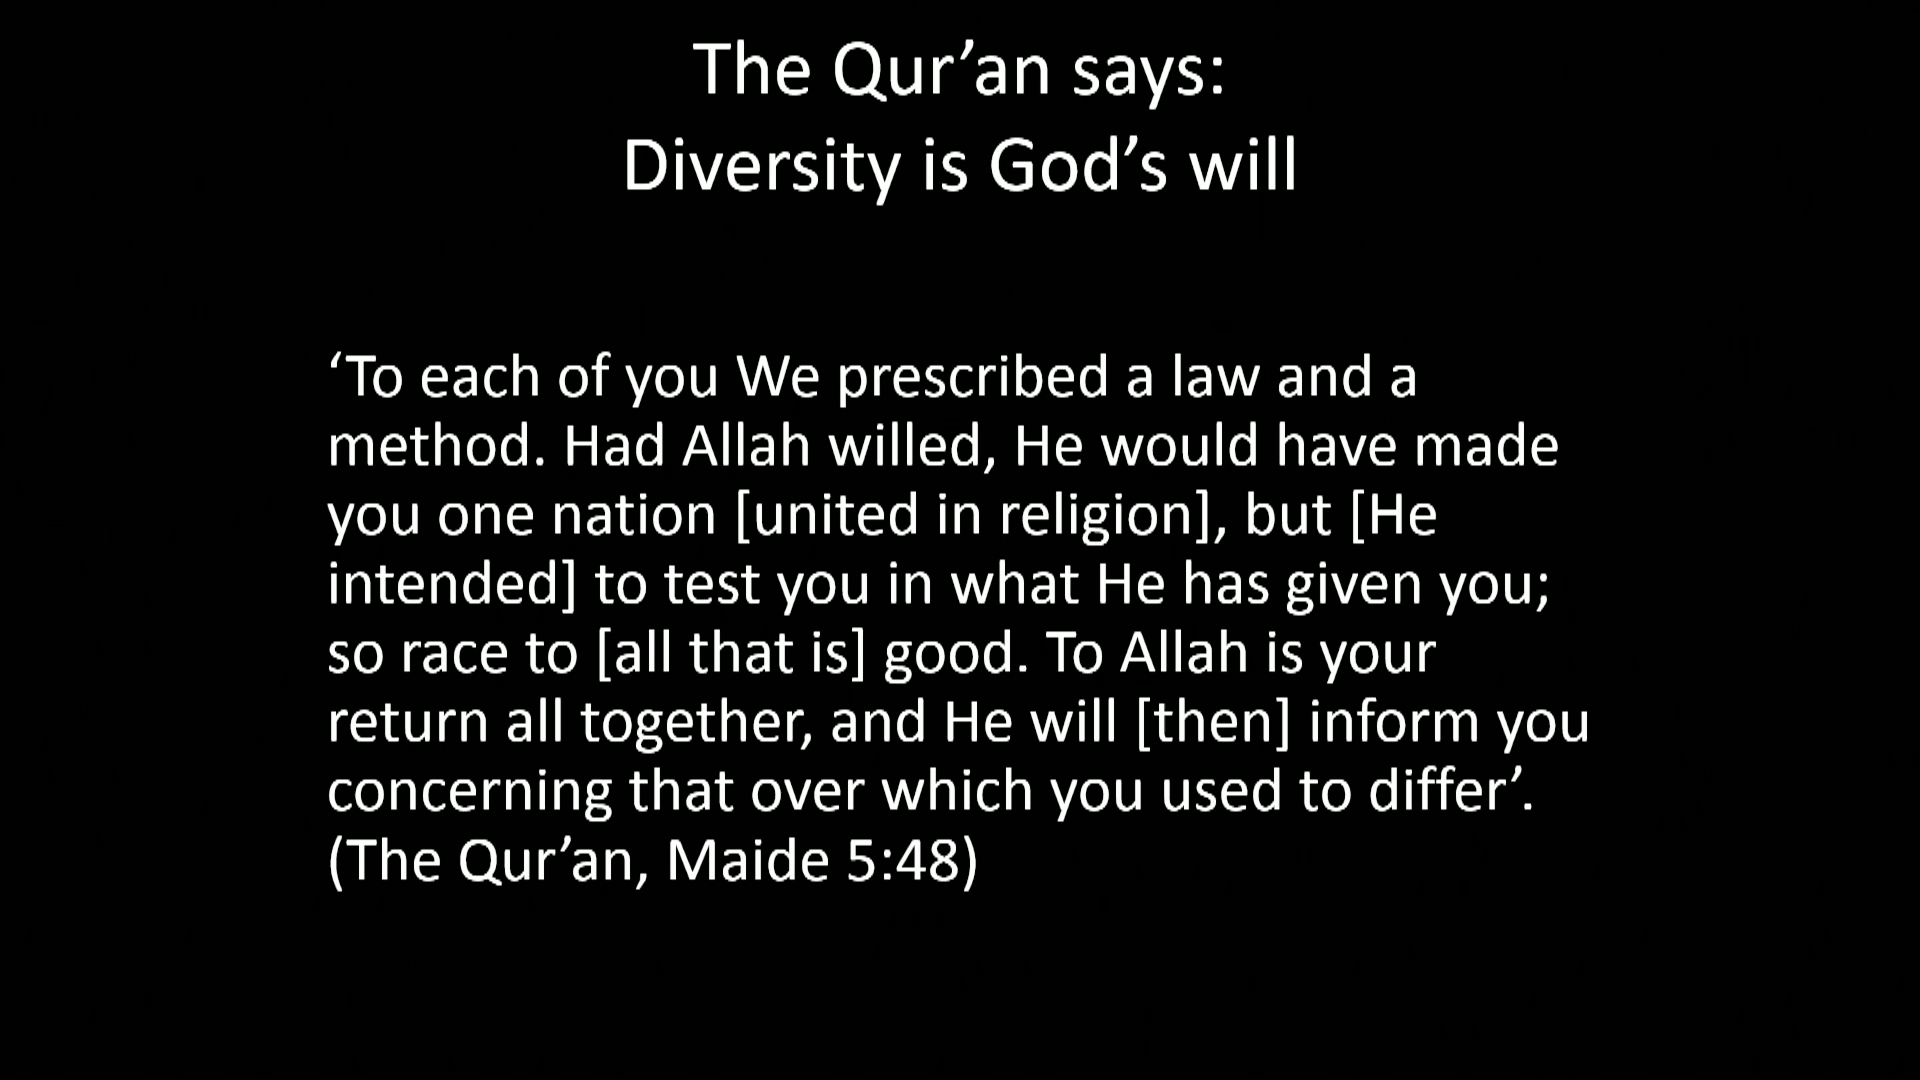 The Qur’an says:
Diversity is God’s will
‘To each of you We prescribed a law and a
method. Had Allah willed, He would have made
you one nation [united in religion], but [He
intended] to test you in what He has given you;
so race to [all that is] good. To Allah is your
return all together, and He will [then] inform you
concerning that over which you used to differ’.
(The Qur’an, Maide 5:48)